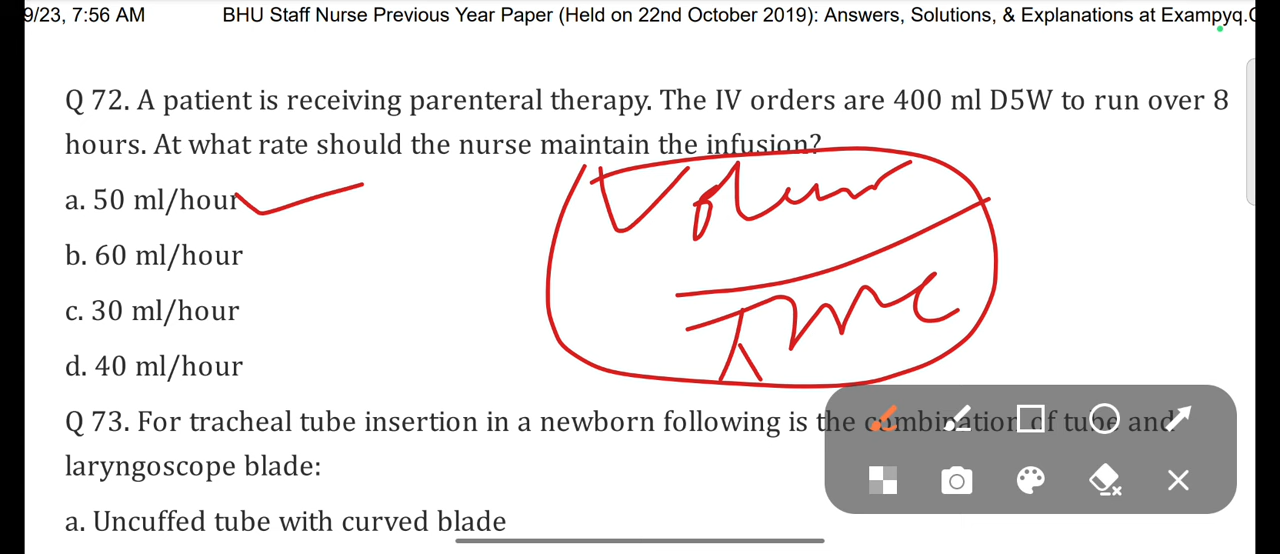 9/23, 7:56 AM BHU Staff Nurse Previous Year Paper (Held on 22nd October 2019): Answers, Solutions, & Explanations at Exampyq.
Q 72. A patient is receiving parenteral therapy. The IV orders are 400 ml D5W to run over 8
hours. At what rate should the nurse maintain the infusion?
a. 50 ml/hour
Volume
b. 60 ml/hour
Time
c. 30 ml/hour
d. 40 ml/hour
Q 73. For tracheal tube insertion in a newborn following is the combination of tube and
laryngoscope blade:
a. Uncuffed tube with curved blade